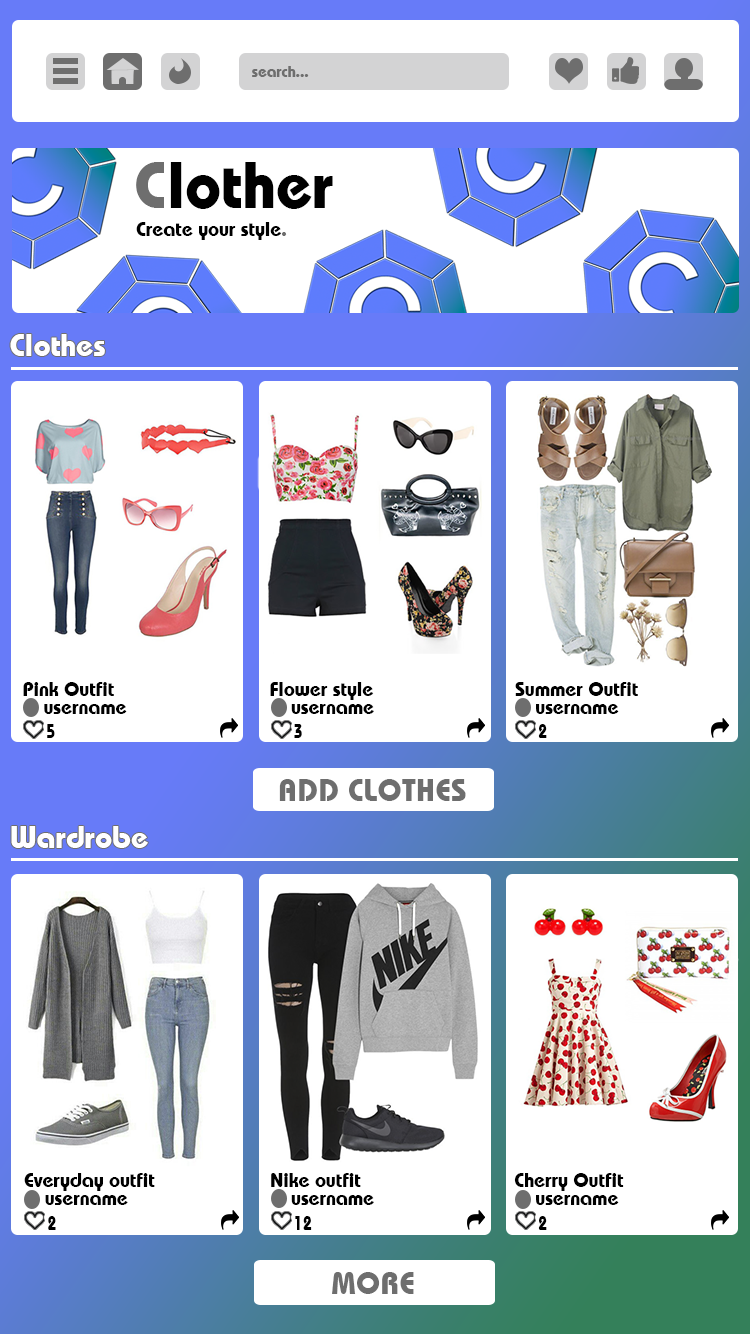 search...
C
C
C
C
C
Clother
Create your style.
Clothes
Pink Outfit
username
5
Flower style
username
3
Summer Outfit
username
2
ADD CLOTHES
Wardrobe
NIKE
Everyday outfit
username
2
Nike outfit
username
12
Cherry Outfit
username
2
MORE